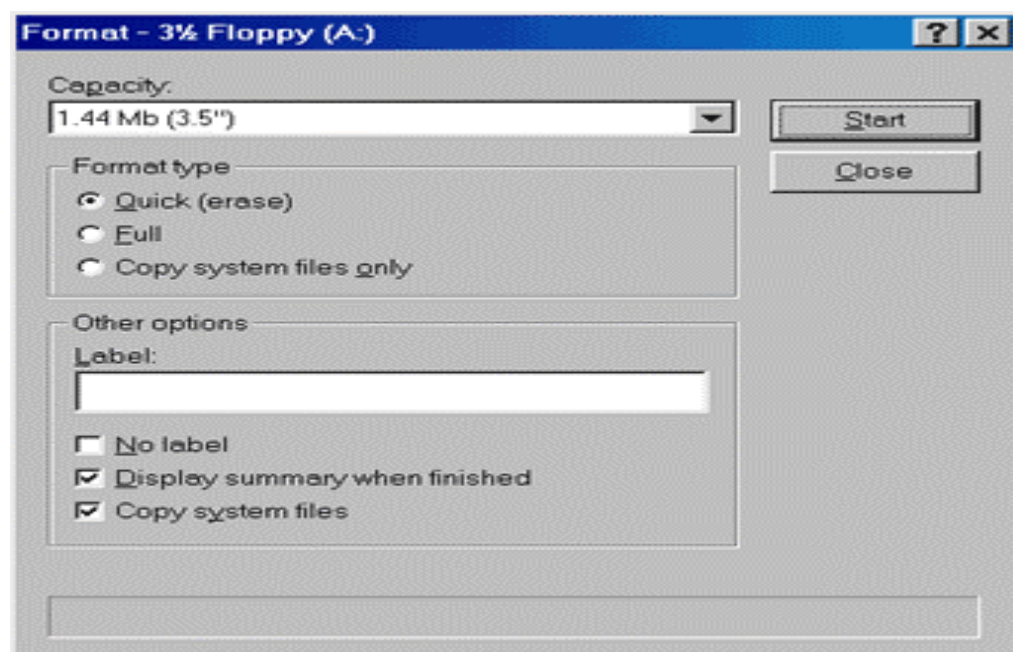 Format - 3½ Floppy (A:)
Capacity:
1.44 Mb (3.5")
Start
Close
Format type
Quick (erase)
Full
Copy system files only
Other options
Label:
No label
Display summary when finished
Copy system files